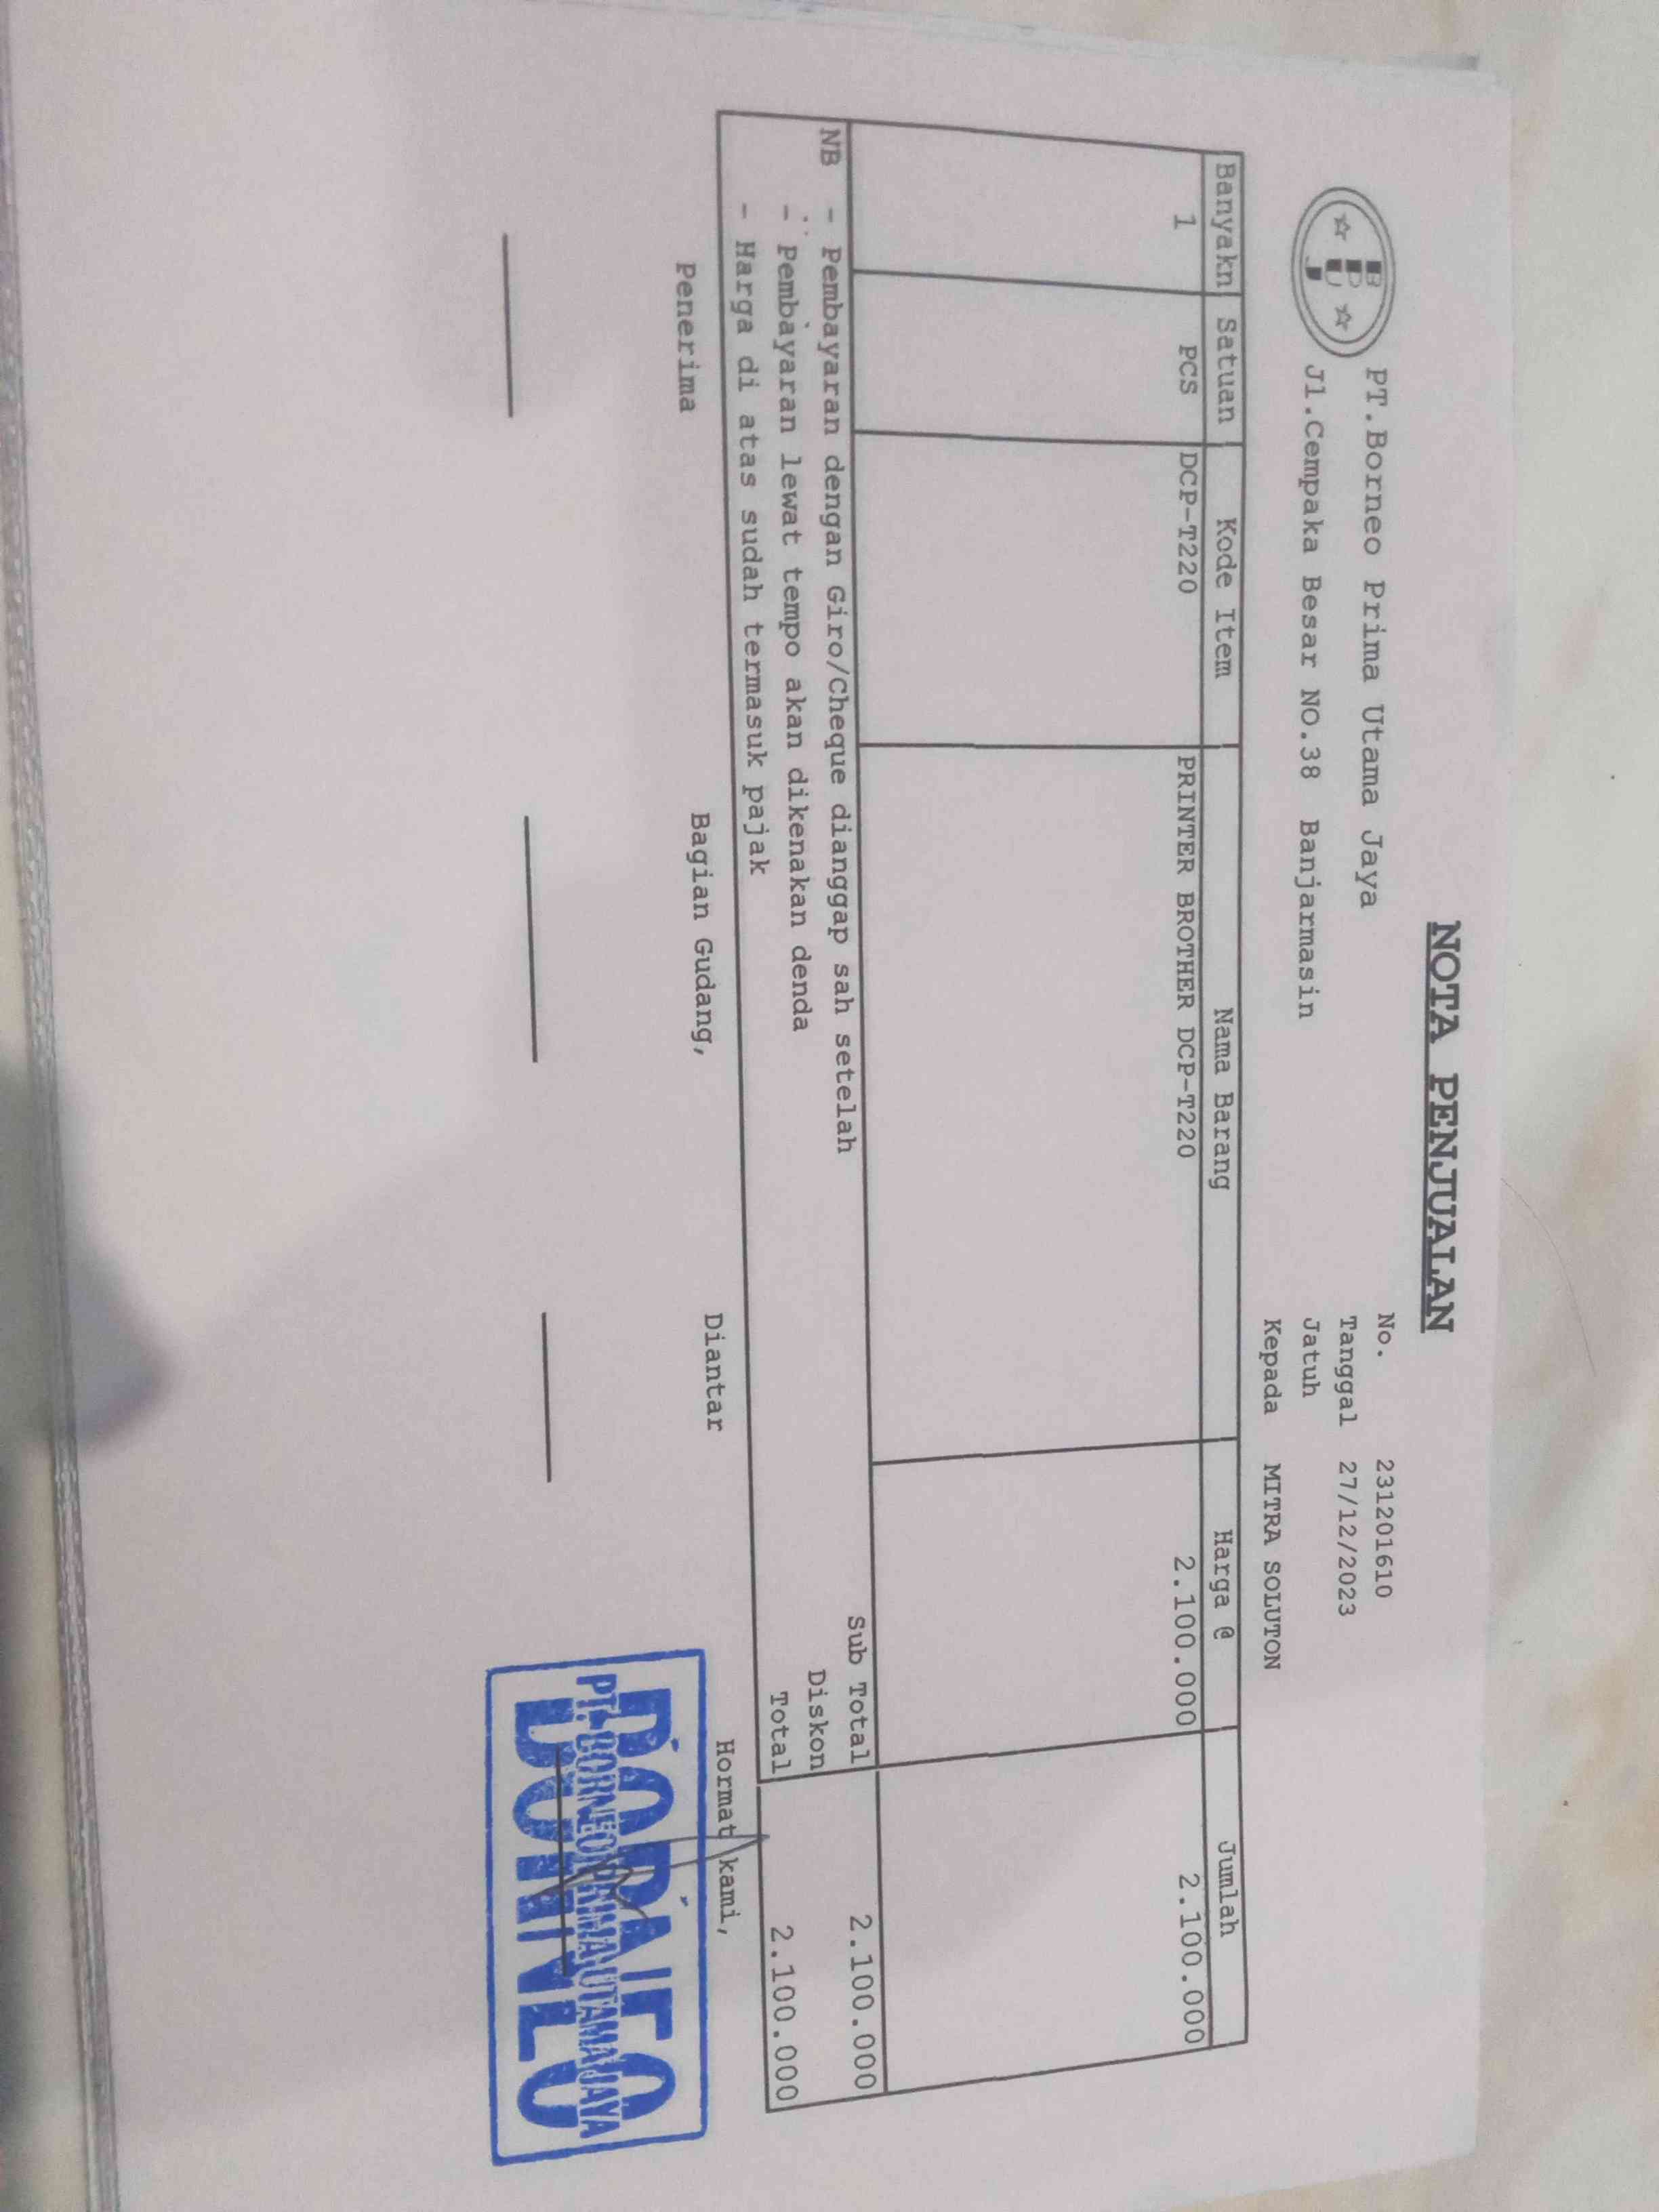 NOTA PENJUALAN
BPUJ
PT.Borneo Prima Utama Jaya
Jl.Cempaka Besar NO.38 Banjarmasin
No. 231201610
Tanggal 27/12/2023
Jatuh
Kepada MITRA SOLUTON
Banyakn Satuan Kode Item Nama Barang Harga @ Jumlah
1 PCS DCP-T220 PRINTER BROTHER DCP-T220 2.100.000 2.100.000
NB - Pembayaran dengan Giro/Cheque dianggap sah setelah
- Pembayaran lewat tempo akan dikenakan denda
- Harga di atas sudah termasuk pajak
Sub Total 2.100.000
Diskon
Total 2.100.000
Penerima Bagian Gudang, Diantar Hormat kami,
BORNEO
PT. BORNEO PRIMA UTAMA JAYA